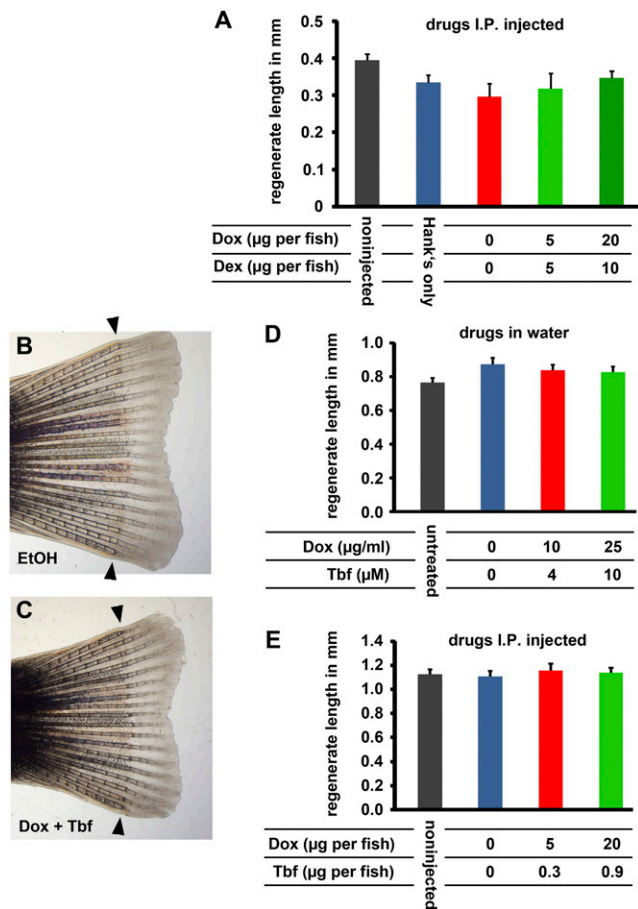 A
drugs I.P. injected
regenerate length in mm
0.5
0.4
0.3
0.2
0.1
0
noninjected
Hank's only
Dox (µg per fish) 0 5 20
Dex (µg per fish) 5 5 10
B
EtOH
C
Dox + Tbf
D
drugs in water
regenerate length in mm
1.0
0.8
0.6
0.4
0.2
0.0
untreated
Dox (µg/ml) 0 10 25
Tbf (µM) 0 4 10
E
drugs I.P. injected
regenerate length in mm
1.4
1.2
1.0
0.8
0.6
0.4
0.2
0.0
noninjected
Dox (µg per fish) 0 5 20
Tbf (µg per fish) 0 0.3 0.9